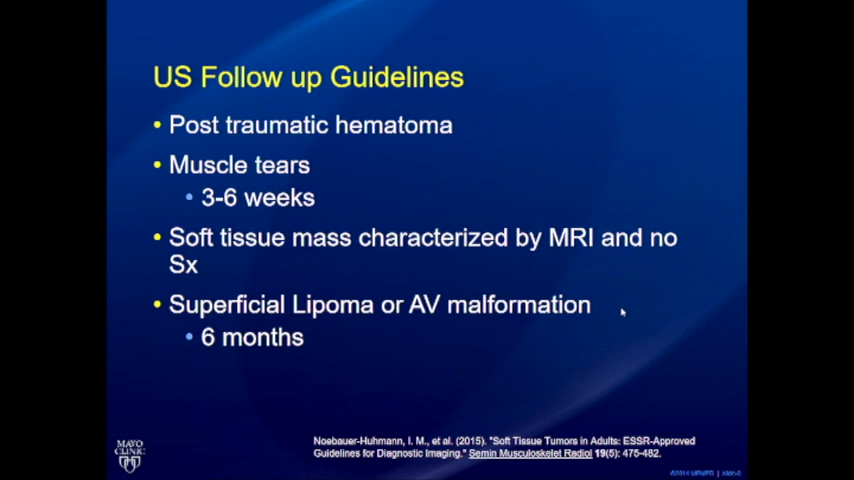 US Follow up Guidelines
• Post traumatic hematoma
• Muscle tears
• 3-6 weeks
• Soft tissue mass characterized by MRI and no
Sx
• Superficial Lipoma or AV malformation
• 6 months
Noebauer-Huhmann, I. M., et al. (2015). "Soft Tissue Tumors in Adults: ESSR-Approved
Guidelines for Diagnostic Imaging." Semin Musculoskelet Radiol 19(5): 475-482.
MAYO
CLINIC